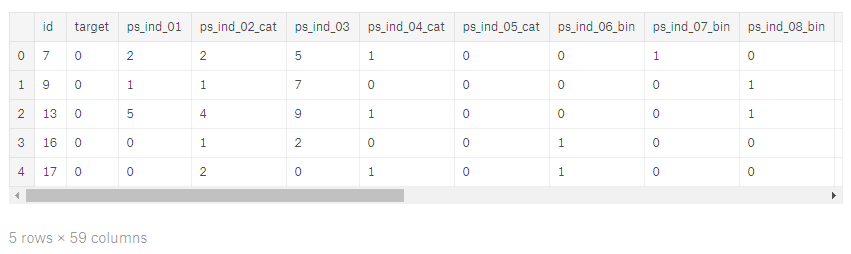 id target ps_ind_01 ps_ind_02_cat ps_ind_03 ps_ind_04_cat ps_ind_05_cat ps_ind_06_bin ps_ind_07_bin ps_ind_08_bin
0 7 0 2 2 5 1 0 0 1 0
1 9 0 1 1 7 0 0 0 0 1
2 13 0 5 4 9 1 0 0 0 1
3 16 0 0 1 2 0 0 1 0 0
4 17 0 0 2 0 1 0 1 0 0
5 rows × 59 columns